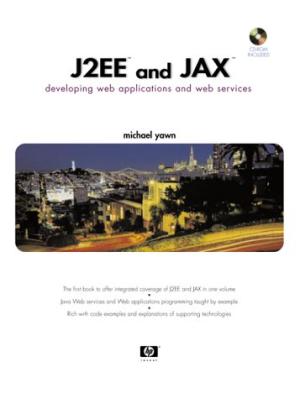 CD-ROM
INCLUDED
J2EE™ and JAX™
developing web applications and web services
michael yawn
The first book to offer integrated coverage of J2EE and JAX in one volume
Java Web services and Web applications programming taught by example
Rich with code examples and explanations of supporting technologies
hp
invent